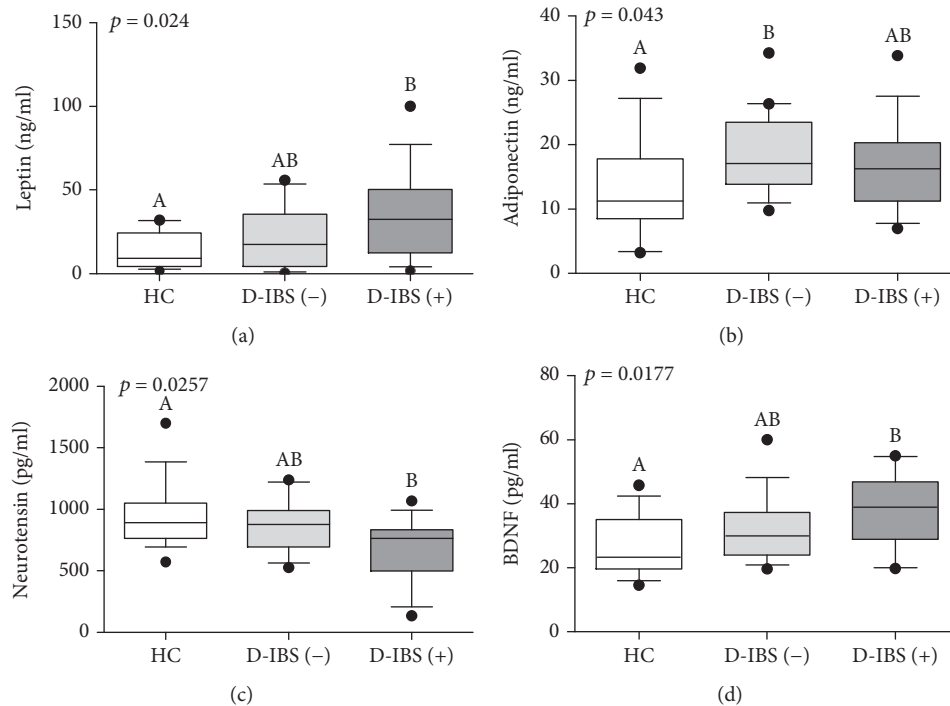 p = 0.024
Leptin (ng/ml)
150
100
50
0
A
AB
B
HC
D-IBS (−)
D-IBS (+)
(a)
p = 0.043
Adiponectin (ng/ml)
40
30
20
10
0
A
B
AB
HC
D-IBS (−)
D-IBS (+)
(b)
p = 0.0257
Neurotensin (pg/ml)
2000
1500
1000
500
0
A
AB
B
HC
D-IBS (−)
D-IBS (+)
(c)
p = 0.0177
BDNF (pg/ml)
80
60
40
20
0
A
AB
B
HC
D-IBS (−)
D-IBS (+)
(d)